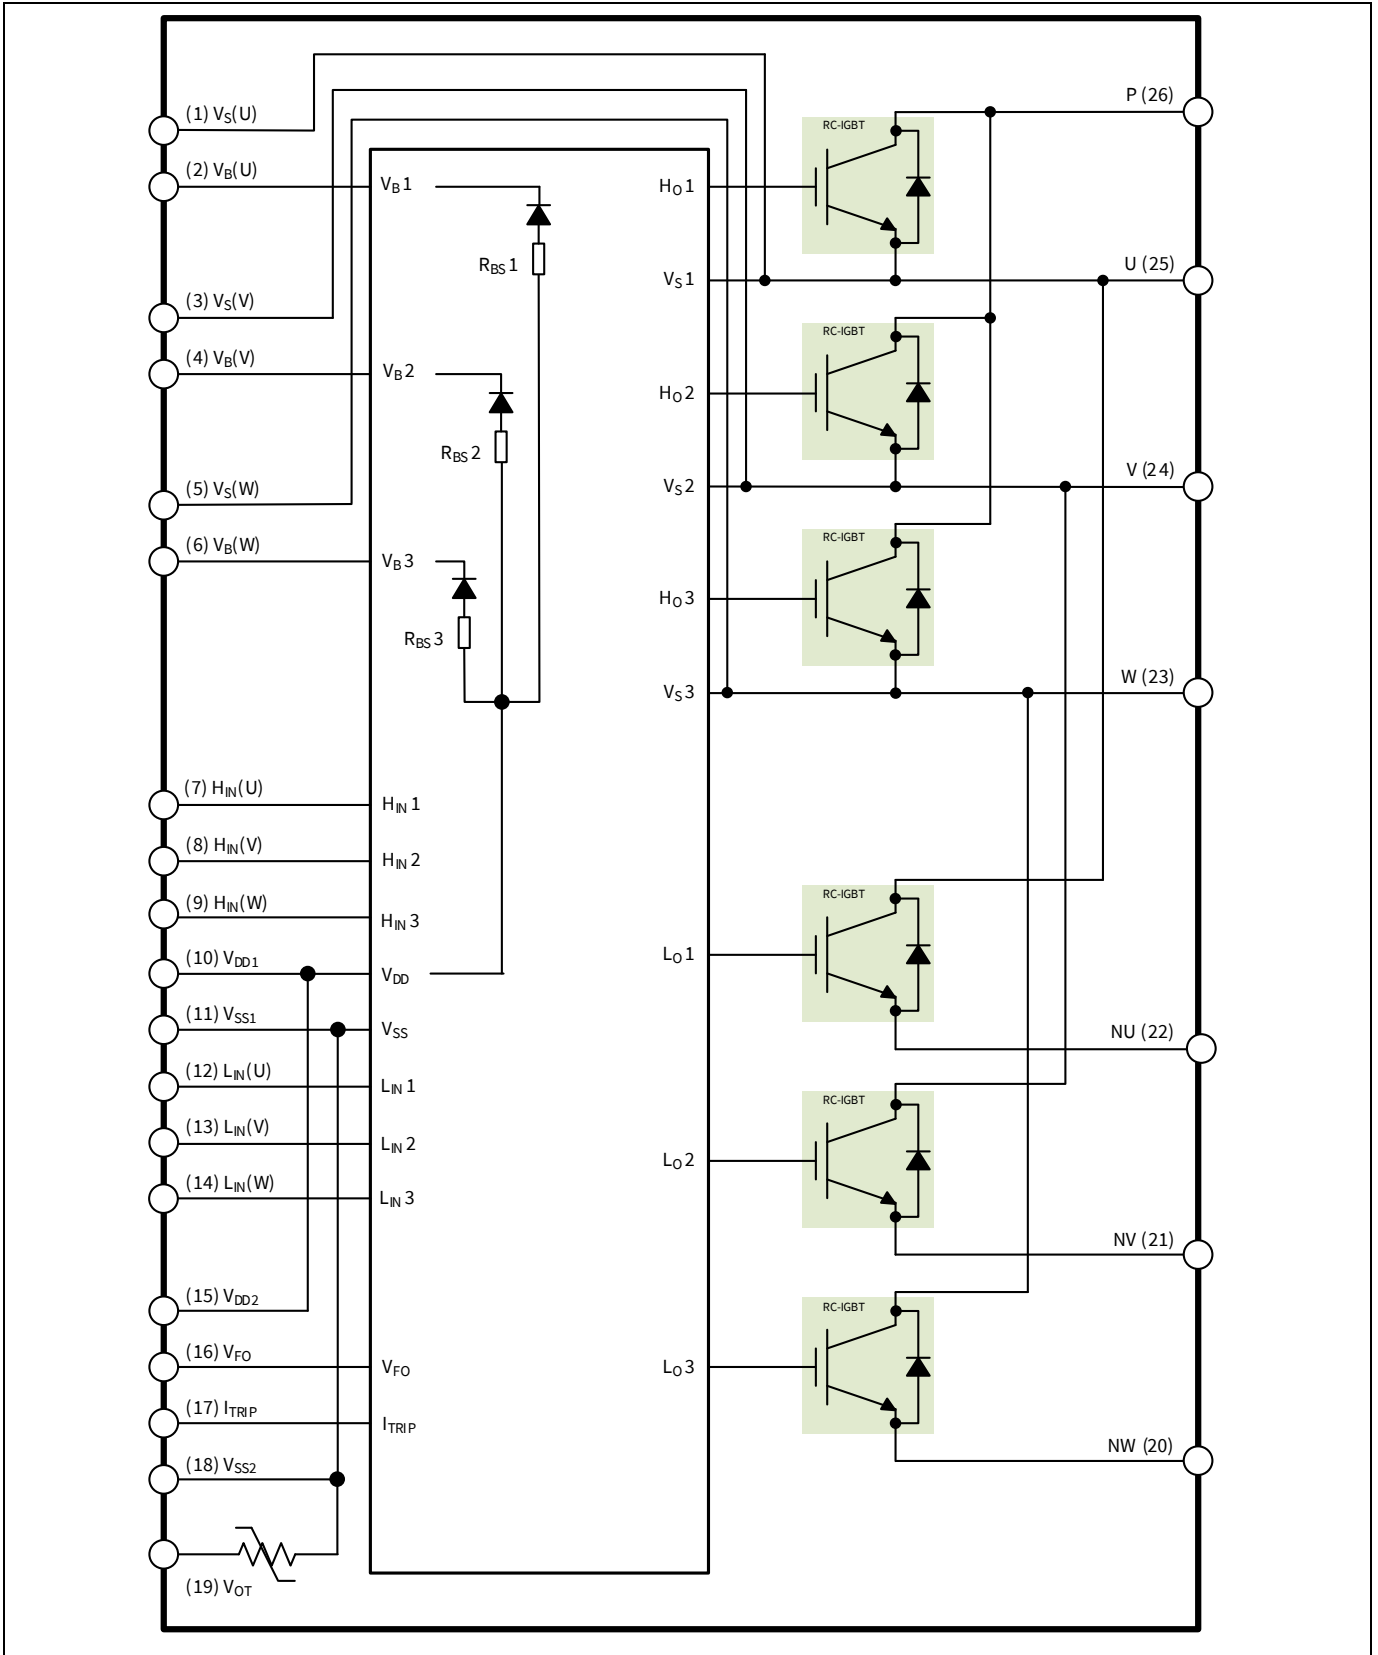 (1) VS(U)
(2) VB(U)
(3) VS(V)
(4) VB(V)
(5) VS(W)
(6) VB(W)
(7) HIN(U)
(8) HIN(V)
(9) HIN(W)
(10) VDD1
(11) VSS1
(12) LIN(U)
(13) LIN(V)
(14) LIN(W)
(15) VDD2
(16) VFO
(17) ITRIP
(18) VSS2
(19) VOT
VB1
RBS1
VB2
RBS2
VB3
RBS3
HIN1
HIN2
HIN3
VDD
VSS
LIN1
LIN2
LIN3
VFO
ITRIP
HO1
VS1
HO2
VS2
HO3
VS3
LO1
LO2
LO3
RC-IGBT
RC-IGBT
RC-IGBT
RC-IGBT
RC-IGBT
RC-IGBT
P (26)
U (25)
V (24)
W (23)
NU (22)
NV (21)
NW (20)